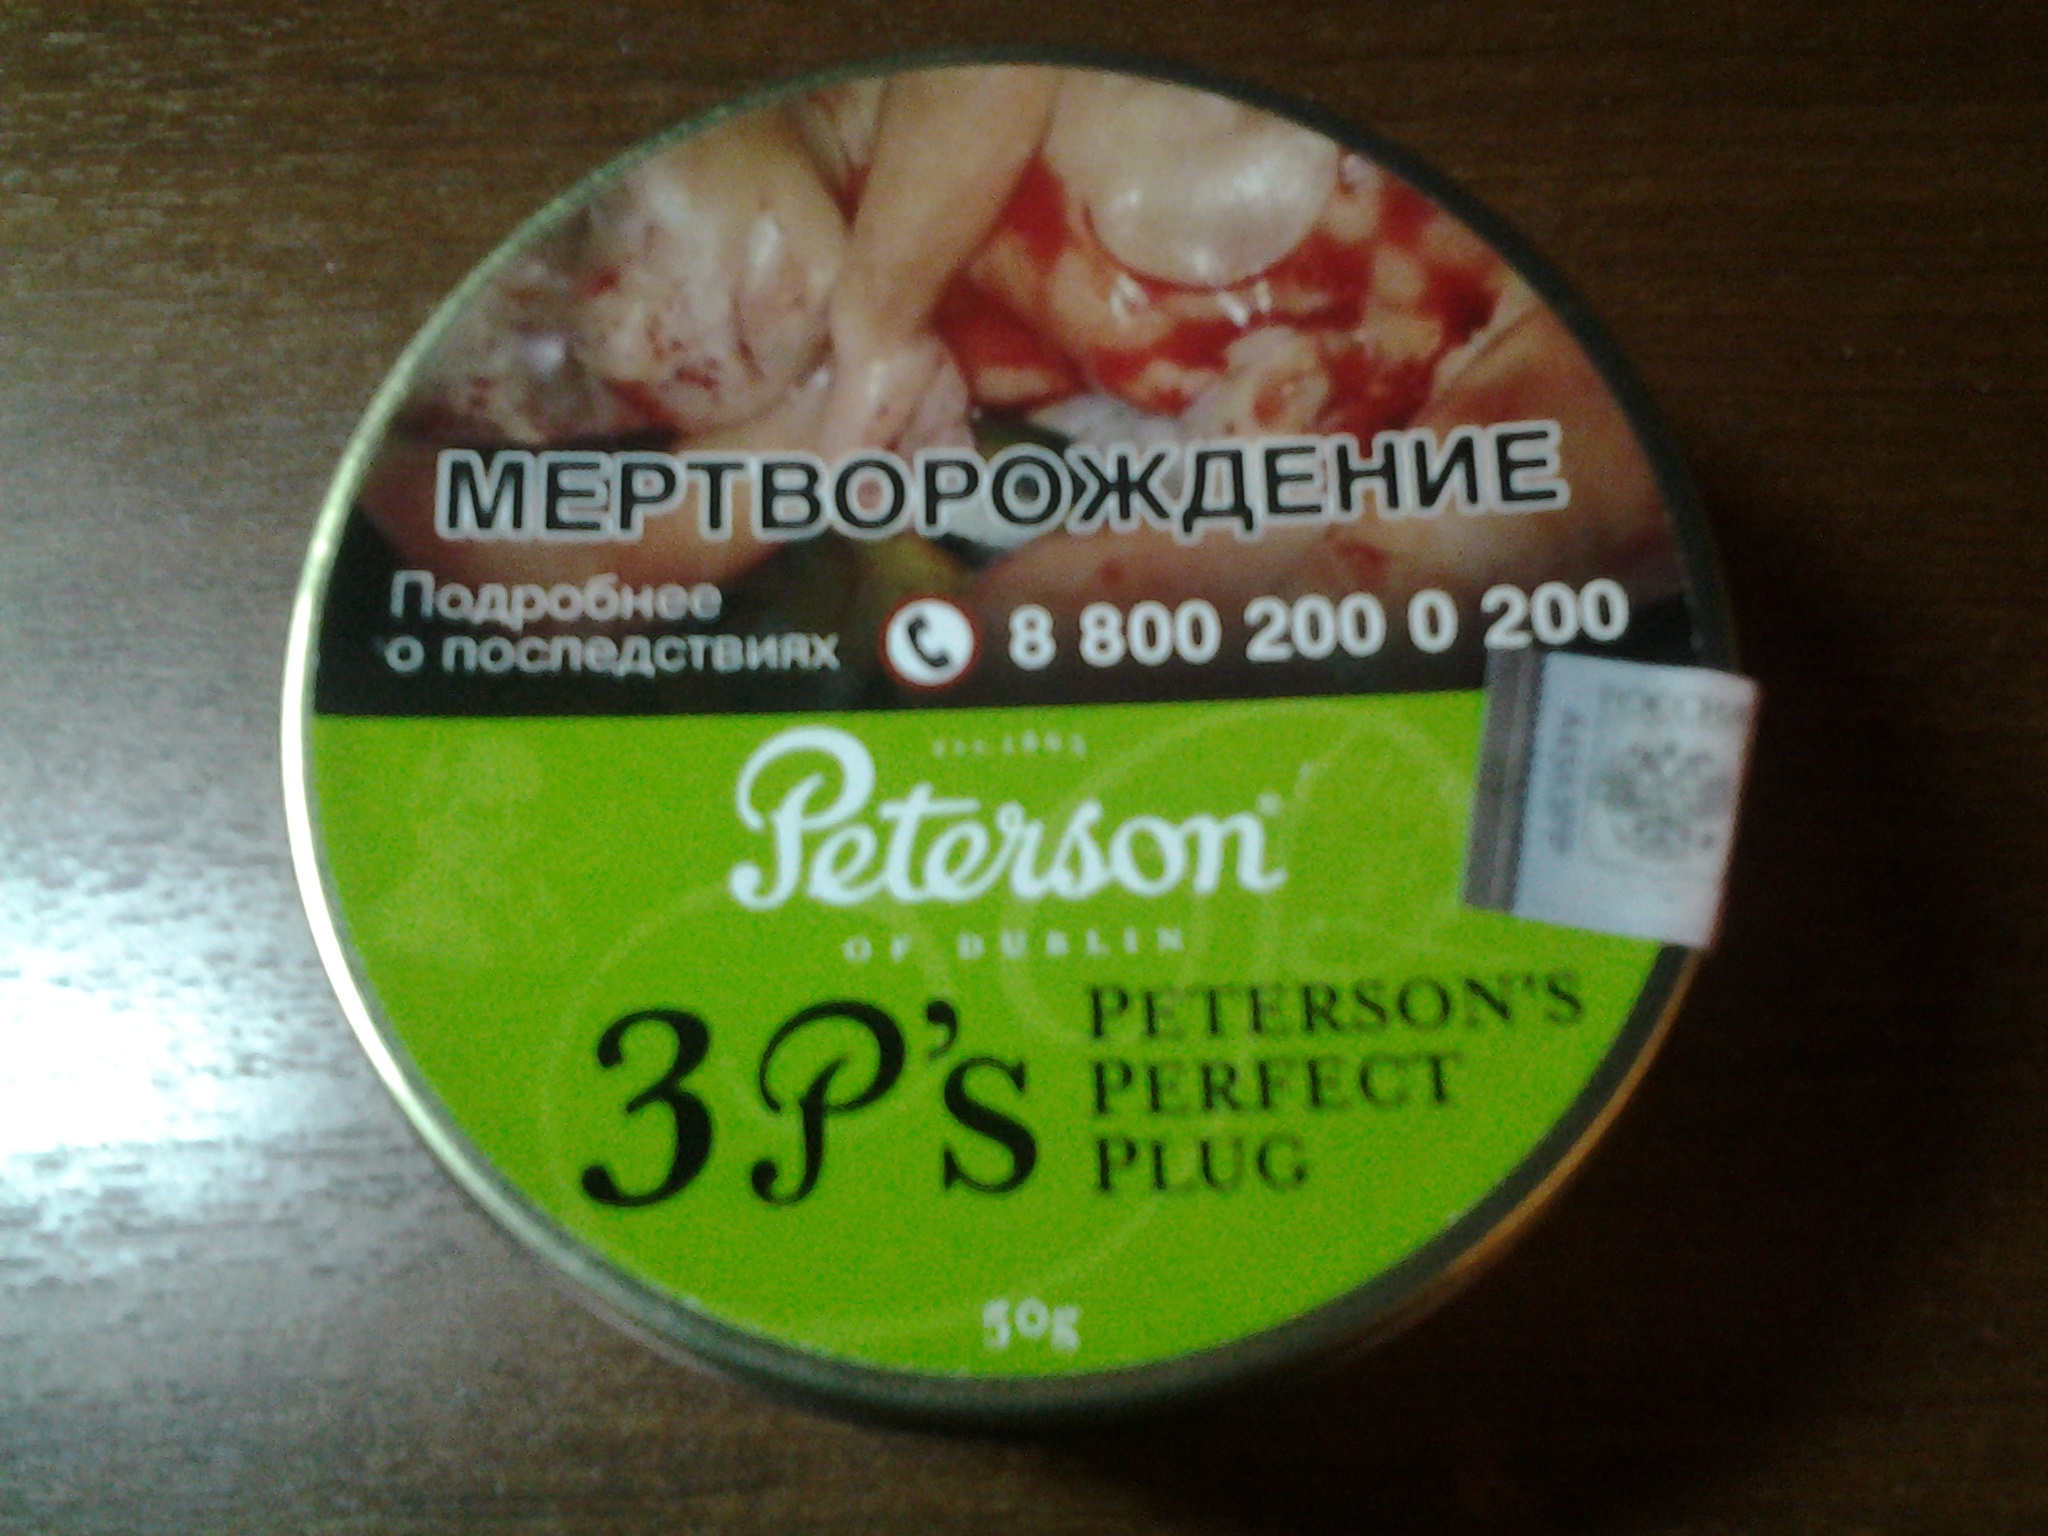 МЕРТВОРОЖДЕНИЕ
Подробнее
о последствиях
8 800 200 0 200
Peterson
OF DUBLIN
3P's
PETERSON'S
PERFECT
PLUG
50g